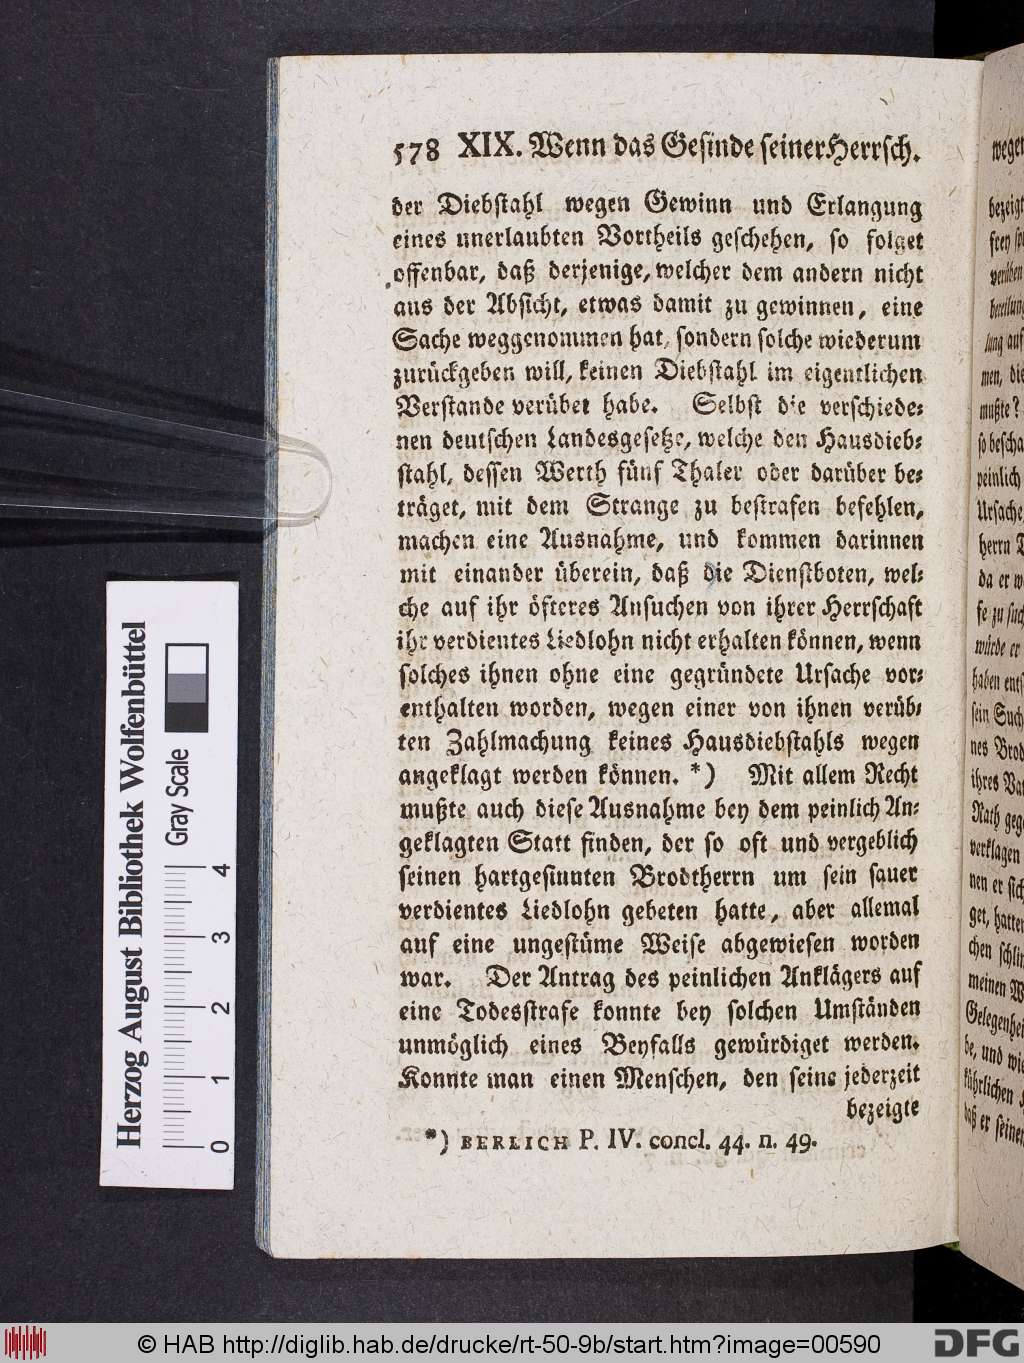 578 XIX. Wenn das Gesinde seiner Herrsch.
der Diebstahl wegen Gewinn und Erlangung
eines unerlaubten Vortheils geschehen, so folget
offenbar, daß derjenige, welcher dem andern nicht
aus der Absicht, etwas damit zu gewinnen, eine
Sache weggenommen hat, sondern solche wiederum
zurückgeben will, keinen Diebstahl im eigentlichen
Verstande verübet habe. Selbst die verschiede-
nen deutschen Landesgesetze, welche den Hausdieb-
stahl, dessen Werth fünf Thaler oder darüber be-
träget, mit dem Strange zu bestrafen befehlen,
machen eine Ausnahme, und kommen darinnen
mit einander überein, daß die Dienstboten, wel-
che auf ihr öfteres Ansuchen von ihrer Herrschaft
ihr verdientes Liedlohn nicht erhalten können, wenn
solches ihnen ohne eine gegründete Ursache vor-
enthalten worden, wegen einer von ihnen verüb-
ten Zahlmachung keines Hausdiebstahls wegen
angeklagt werden können. *) Mit allem Recht
mußte auch diese Ausnahme bey dem peinlich An-
geklagten Statt finden, der so oft und vergeblich
seinen hartgesinnten Brodtherrn um sein sauer
verdientes Liedlohn gebeten hatte, aber allemal
auf eine ungestüme Weise abgewiesen worden
war. Der Antrag des peinlichen Anklägers auf
eine Todesstrafe konnte bey solchen Umständen
unmöglich eines Beyfalls gewürdiget werden.
Konnte man einen Menschen, den seine jederzeit
bezeigte
*) BERLICH P. IV. concl. 44. n. 49.
Herzog August Bibliothek Wolfenbüttel
Gray Scale
0 1 2 3 4
© HAB http://diglib.hab.de/drucke/rt-50-9b/start.htm?image=00590
DFG